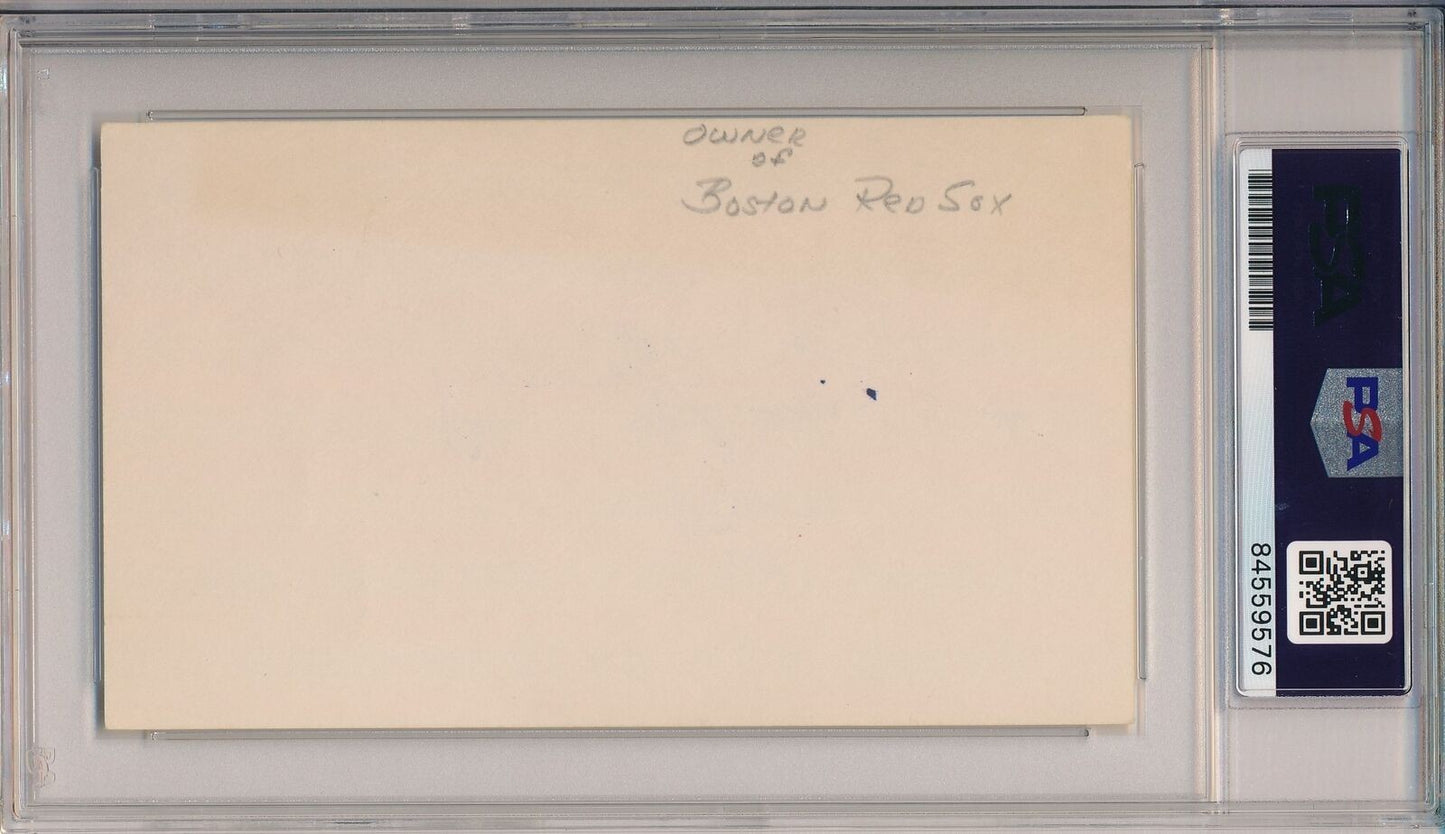 OWNER
of
Boston Red Sox
PSA
PSA
84559576